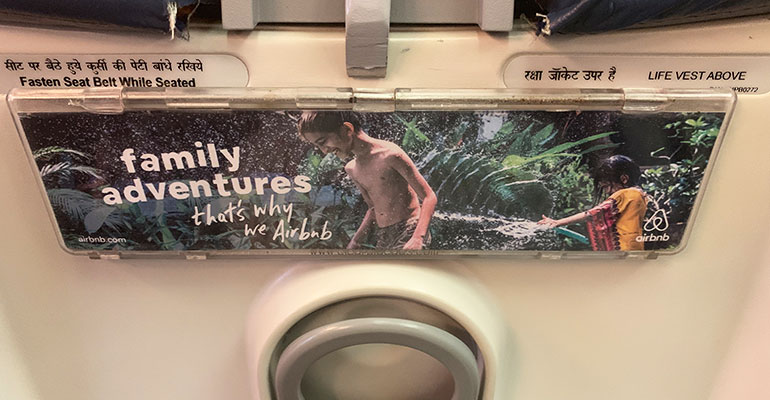 सीट पर बैठे हुये कुर्सी की पेटी बांधे रखिये
Fasten Seat Belt While Seated
रक्षा जॉकेट उपर है
LIFE VEST ABOVE
family
adventures
that's why
we Airbnb
airbnb.com
airbnb